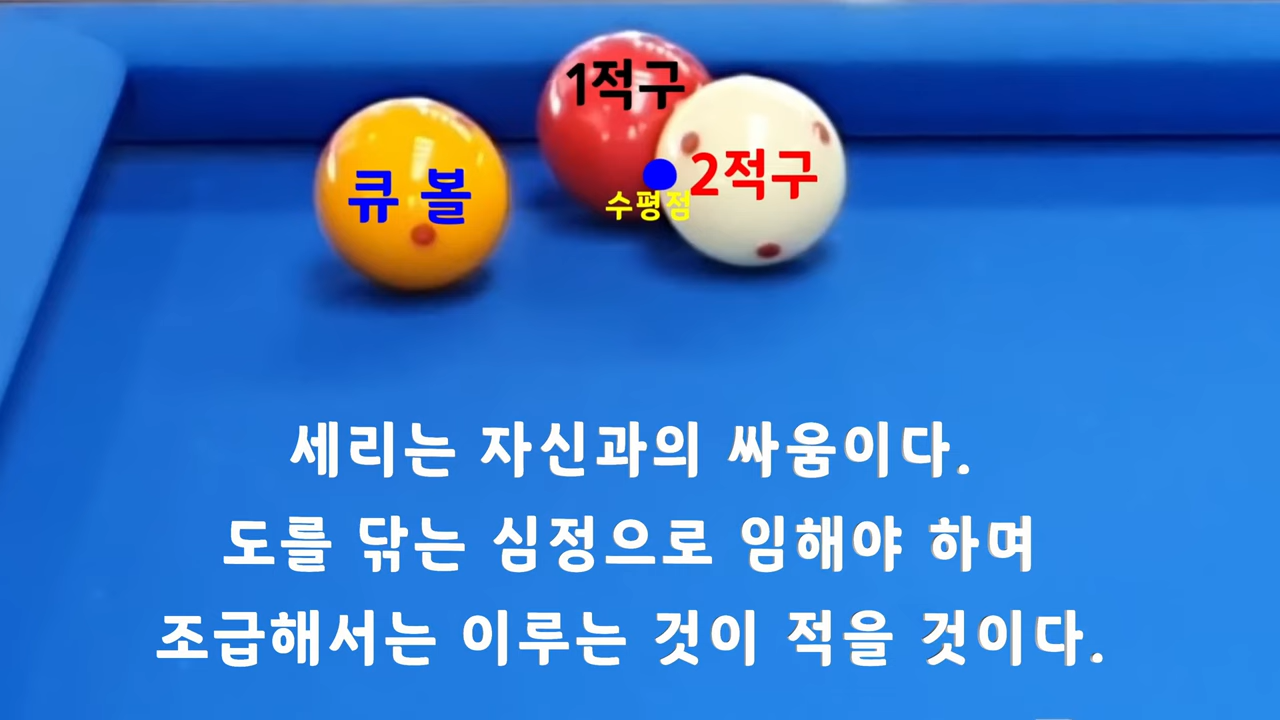 1적구
2적구
큐 볼
수평점
세리는 자신과의 싸움이다.
도를 닦는 심정으로 임해야 하며
조급해서는 이루는 것이 적을 것이다.